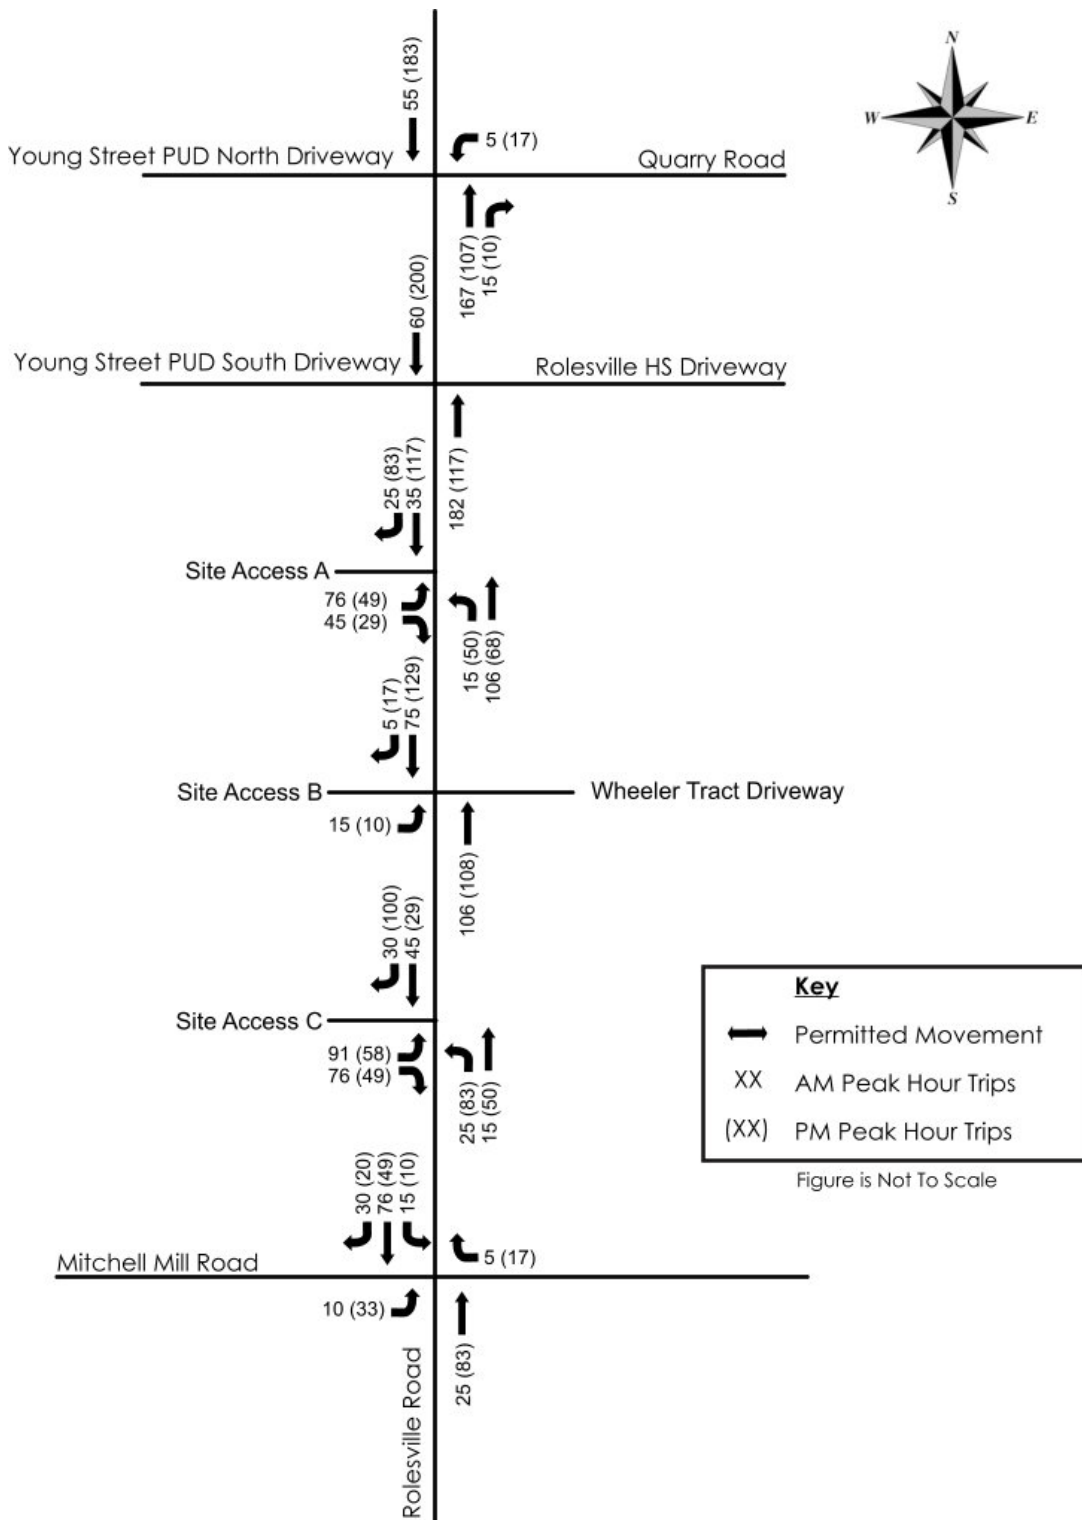 N
W
E
S
55 (183)
5 (17)
Young Street PUD North Driveway
Quarry Road
167 (107)
15 (10)
60 (200)
Young Street PUD South Driveway
Rolesville HS Driveway
25 (83)
35 (117)
182 (117)
Site Access A
76 (49)
45 (29)
15 (50)
106 (68)
5 (17)
75 (129)
Site Access B
Wheeler Tract Driveway
15 (10)
106 (108)
30 (100)
45 (29)
Site Access C
91 (58)
76 (49)
25 (83)
15 (50)
Key
Permitted Movement
XX AM Peak Hour Trips
(XX) PM Peak Hour Trips
Figure is Not To Scale
30 (20)
76 (49)
15 (10)
5 (17)
Mitchell Mill Road
10 (33)
25 (83)
Rolesville Road